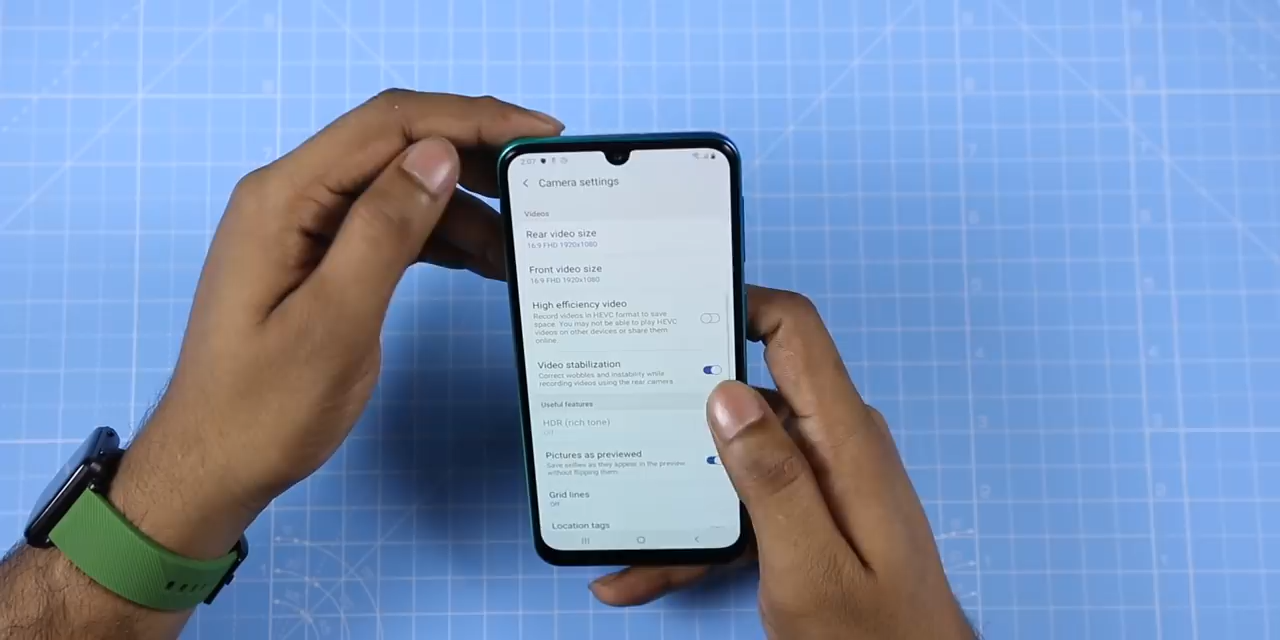 2:07
Camera settings
Videos
Rear video size
16:9 FHD 1920x1080
Front video size
16:9 FHD 1920x1080
High efficiency video
Record videos in HEVC format to save
space. You may not be able to play HEVC
videos on other devices or share them
online.
Video stabilization
Correct wobbles and instability while
recording videos using the rear camera.
Useful features
HDR (rich tone)
Off
Pictures as previewed
Save selfies as they appear in the preview
without flipping them.
Grid lines
Off
Location tags